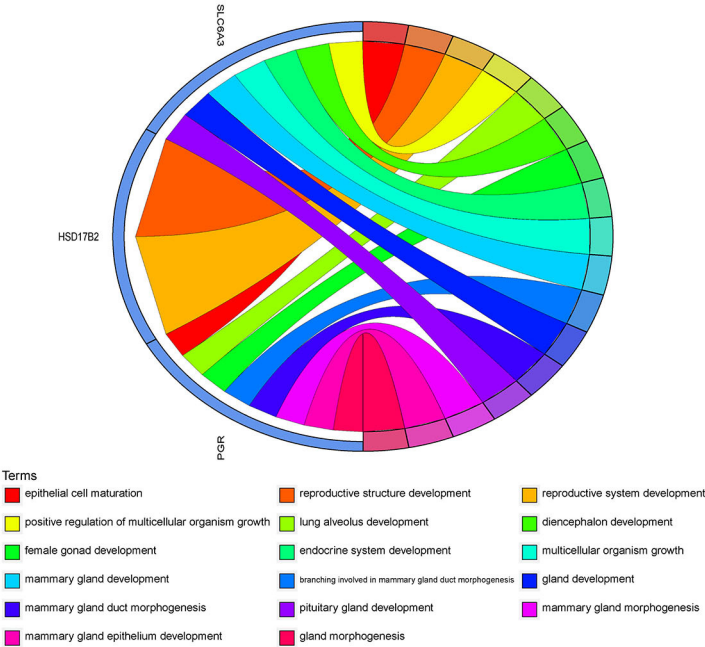 SLC6A3
HSD17B2
PGR
Terms
epithelial cell maturation
reproductive structure development
reproductive system development
positive regulation of multicellular organism growth
lung alveolus development
diencephalon development
female gonad development
endocrine system development
multicellular organism growth
mammary gland development
branching involved in mammary gland duct morphogenesis
gland development
mammary gland duct morphogenesis
pituitary gland development
mammary gland morphogenesis
mammary gland epithelium development
gland morphogenesis